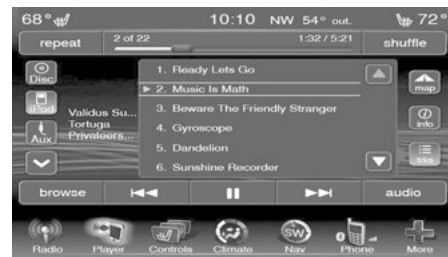 68° 10:10 NW 54° out. 72°
repeat 2 of 22 1:32 / 5:21 shuffle
Disc
iPod
Aux
Validus Su...
Tortuga
Privateers...
1. Ready Lets Go
2. Music Is Math
3. Beware The Friendly Stranger
4. Gyroscope
5. Dandelion
6. Sunshine Recorder
map
info
trks
browse audio
Radio Player Controls Climate SW Nav Phone More